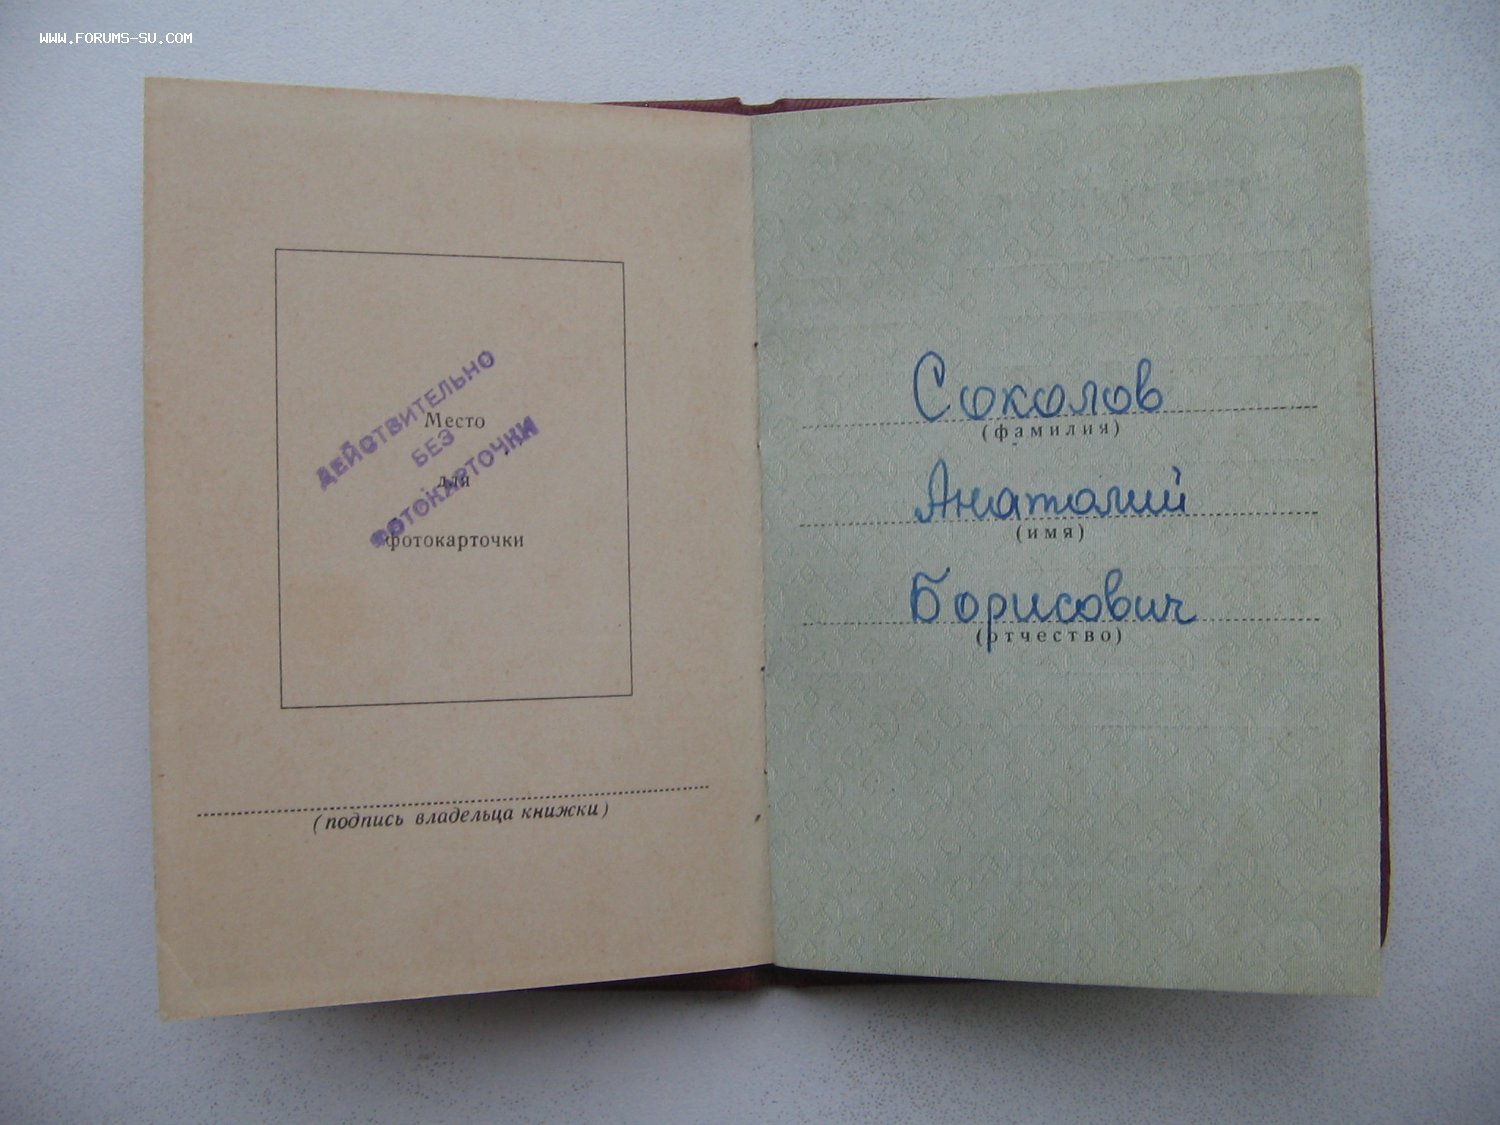 WWW.FORUMS-SU.COM
ДЕЙСТВИТЕЛЬНО
БЕЗ
ФОТОКАРТОЧКИ
Место
для
фотокарточки
(подпись владельца книжки)
Соколов
(фамилия)
Анатолий
(имя)
Борисович
(отчество)